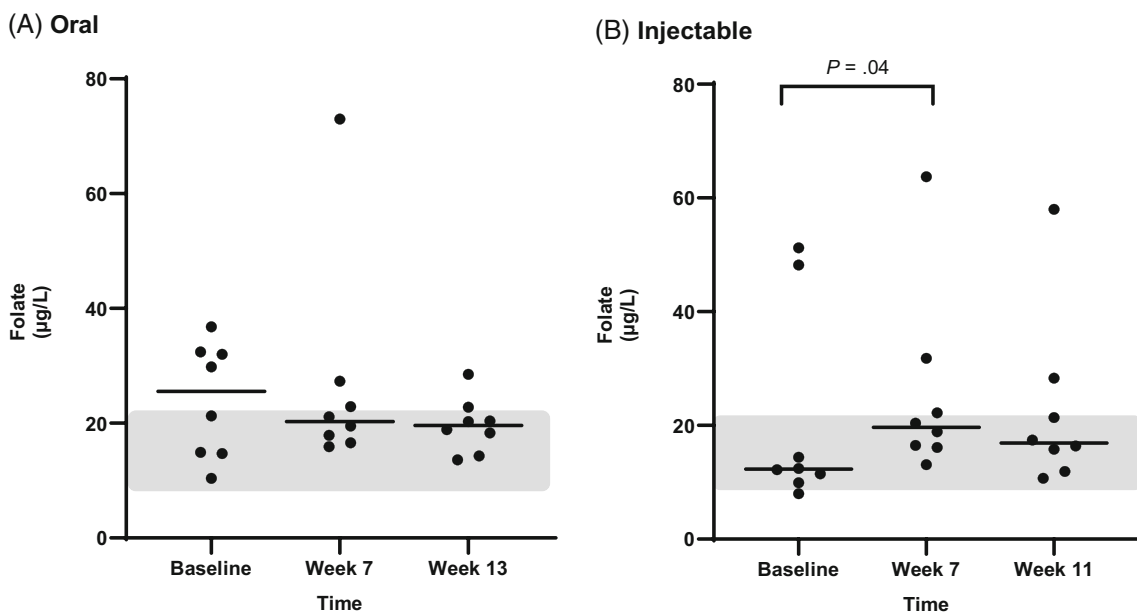 (A) Oral
80
60
40
20
0
Folate
(µg/L)
Baseline
Week 7
Week 13
Time
(B) Injectable
P = .04
80
60
40
20
0
Folate
(µg/L)
Baseline
Week 7
Week 11
Time